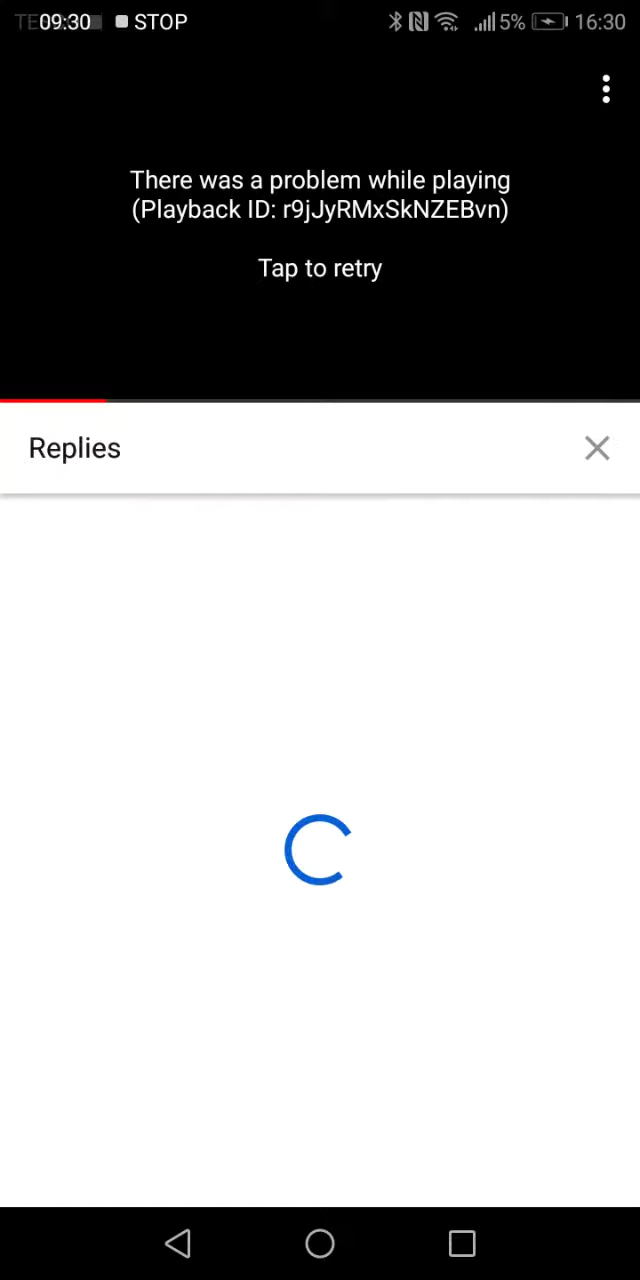 09:30 STOP 5% 16:30
There was a problem while playing
(Playback ID: r9jJyRMxSkNZEBvn)
Tap to retry
Replies